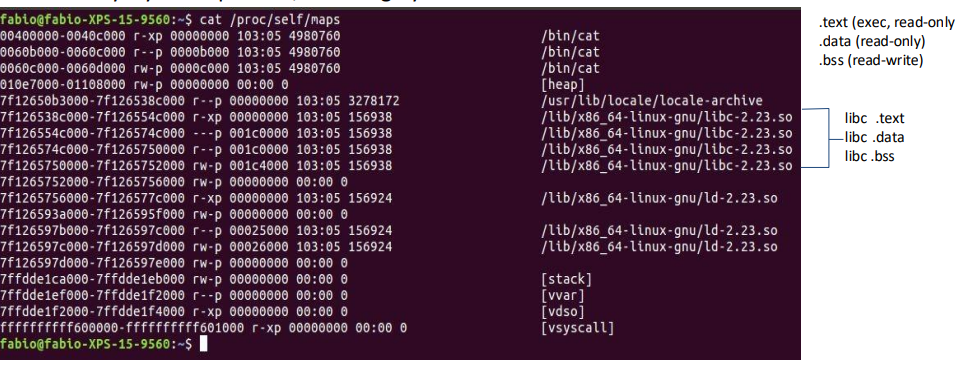 fabio@fabio-XPS-15-9560:~$ cat /proc/self/maps
00400000-0040c000 r-xp 00000000 103:05 4980760 /bin/cat
0060b000-0060c000 r--p 0000b000 103:05 4980760 /bin/cat
0060c000-0060d000 rw-p 0000c000 103:05 4980760 /bin/cat
010e7000-01108000 rw-p 00000000 00:00 0 [heap]
7f12650b3000-7f126538c000 r--p 00000000 103:05 3278172 /usr/lib/locale/locale-archive
7f126538c000-7f126554c000 r-xp 00000000 103:05 156938 /lib/x86_64-linux-gnu/libc-2.23.so
7f126554c000-7f126574c000 ---p 001c0000 103:05 156938 /lib/x86_64-linux-gnu/libc-2.23.so
7f126574c000-7f1265750000 r--p 001c0000 103:05 156938 /lib/x86_64-linux-gnu/libc-2.23.so
7f1265750000-7f1265752000 rw-p 001c4000 103:05 156938 /lib/x86_64-linux-gnu/libc-2.23.so
7f1265752000-7f1265756000 rw-p 00000000 00:00 0
7f1265756000-7f126577c000 r-xp 00000000 103:05 156924 /lib/x86_64-linux-gnu/ld-2.23.so
7f126593a000-7f126595f000 rw-p 00000000 00:00 0
7f126597b000-7f126597c000 r--p 00025000 103:05 156924 /lib/x86_64-linux-gnu/ld-2.23.so
7f126597c000-7f126597d000 rw-p 00026000 103:05 156924 /lib/x86_64-linux-gnu/ld-2.23.so
7f126597d000-7f126597e000 rw-p 00000000 00:00 0
7ffdde1ca000-7ffdde1eb000 rw-p 00000000 00:00 0 [stack]
7ffdde1ef000-7ffdde1f2000 r--p 00000000 00:00 0 [vvar]
7ffdde1f2000-7ffdde1f4000 r-xp 00000000 00:00 0 [vdso]
ffffffffff600000-ffffffffff601000 r-xp 00000000 00:00 0 [vsyscall]
fabio@fabio-XPS-15-9560:~$
.text (exec, read-only
.data (read-only)
.bss (read-write)
libc .text
libc .data
libc .bss